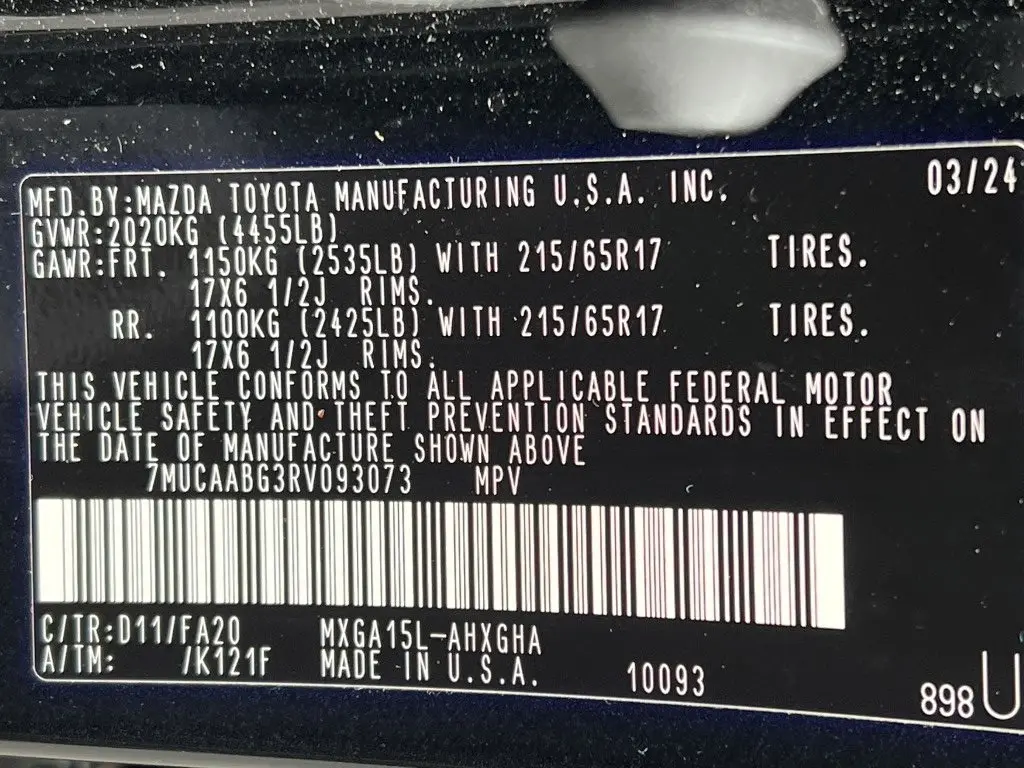 03/24
MFD.BY:MAZDA TOYOTA MANUFACTURING U.S.A. INC.
GVWR:2020KG (4455LB)
GAWR:FRT. 1150KG (2535LB) WITH 215/65R17 TIRES.
17X6 1/2J RIMS.
RR. 1100KG (2425LB) WITH 215/65R17 TIRES.
17X6 1/2J RIMS.
THIS VEHICLE CONFORMS TO ALL APPLICABLE FEDERAL MOTOR
VEHICLE SAFETY AND THEFT PREVENTION STANDARDS IN EFFECT ON
THE DATE OF MANUFACTURE SHOWN ABOVE
7MUCAABG3RV093073 MPV
C/TR:D11/FA20 MXGA15L-AHXGHA
A/TM: /K121F MADE IN U.S.A. 10093
898 U